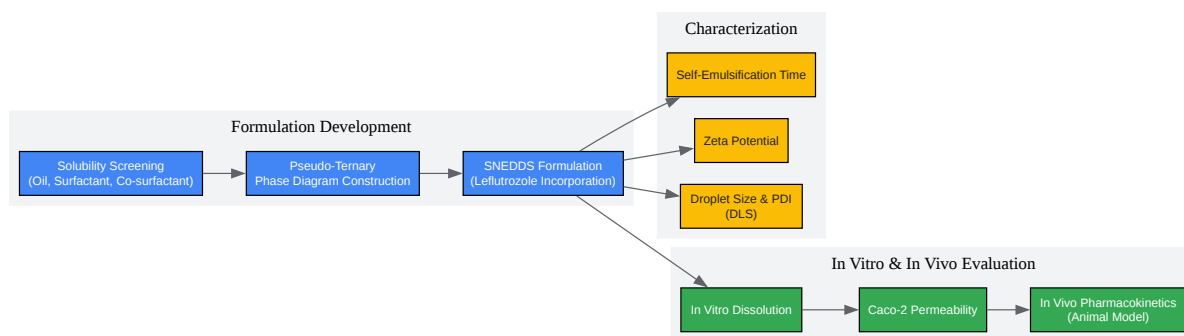 Characterization
Self-Emulsification Time
Formulation Development
Zeta Potential
Solubility Screening
(Oil, Surfactant, Co-surfactant)
Pseudo-Ternary
Phase Diagram Construction
SNEDDS Formulation
(Leflutrozole Incorporation)
Droplet Size & PDI
(DLS)
In Vitro & In Vivo Evaluation
In Vitro Dissolution
Caco-2 Permeability
In Vivo Pharmacokinetics
(Animal Model)